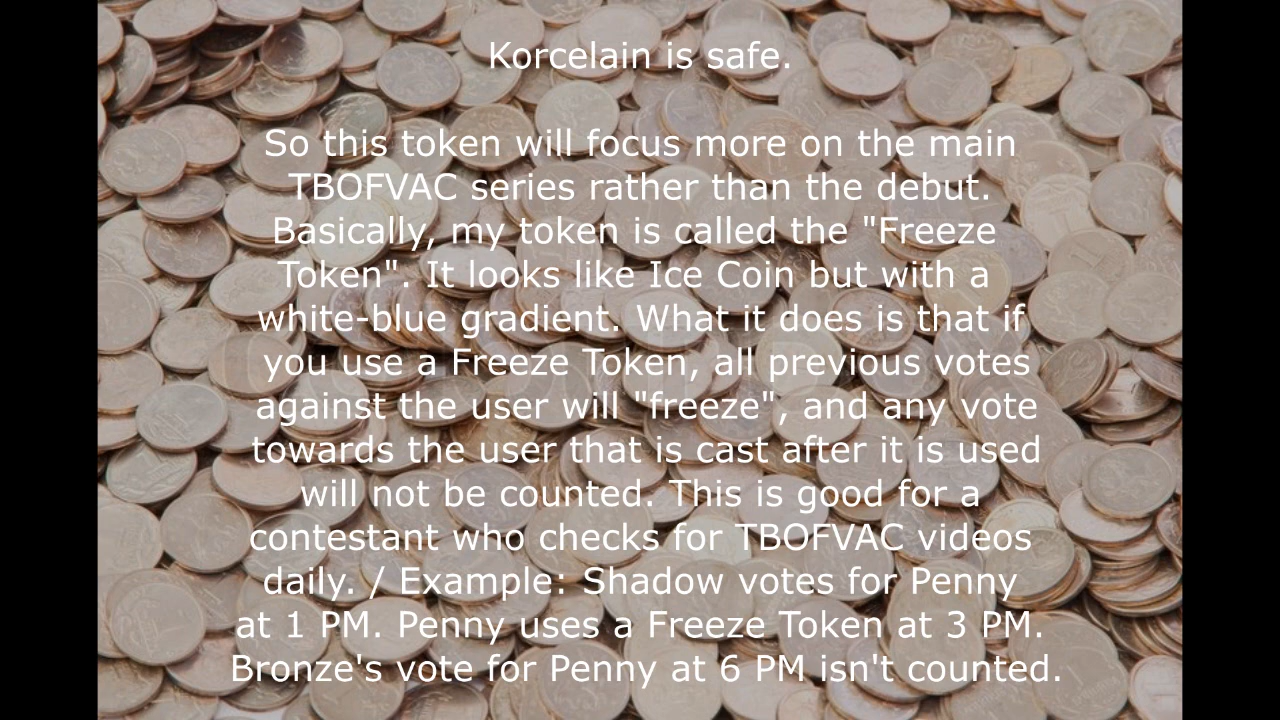 Korcelain is safe.
So this token will focus more on the main
TBOFVAC series rather than the debut.
Basically, my token is called the "Freeze
Token". It looks like Ice Coin but with a
white-blue gradient. What it does is that if
you use a Freeze Token, all previous votes
against the user will "freeze", and any vote
towards the user that is cast after it is used
will not be counted. This is good for a
contestant who checks for TBOFVAC videos
daily. / Example: Shadow votes for Penny
at 1 PM. Penny uses a Freeze Token at 3 PM.
Bronze's vote for Penny at 6 PM isn't counted.